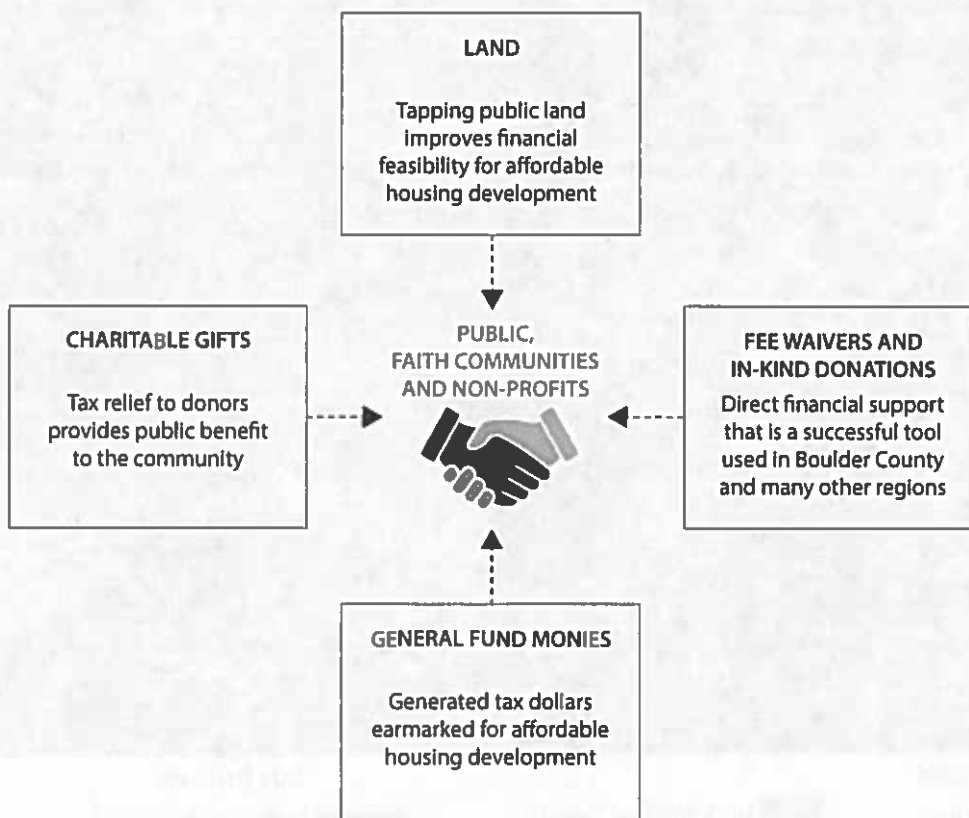 LAND
Tapping public land
improves financial
feasibility for affordable
housing development
CHARITABLE GIFTS
Tax relief to donors
provides public benefit
to the community
PUBLIC,
FAITH COMMUNITIES
AND NON-PROFITS
FEE WAIVERS AND
IN-KIND DONATIONS
Direct financial support
that is a successful tool
used in Boulder County
and many other regions
GENERAL FUND MONIES
Generated tax dollars
earmarked for affordable
housing development